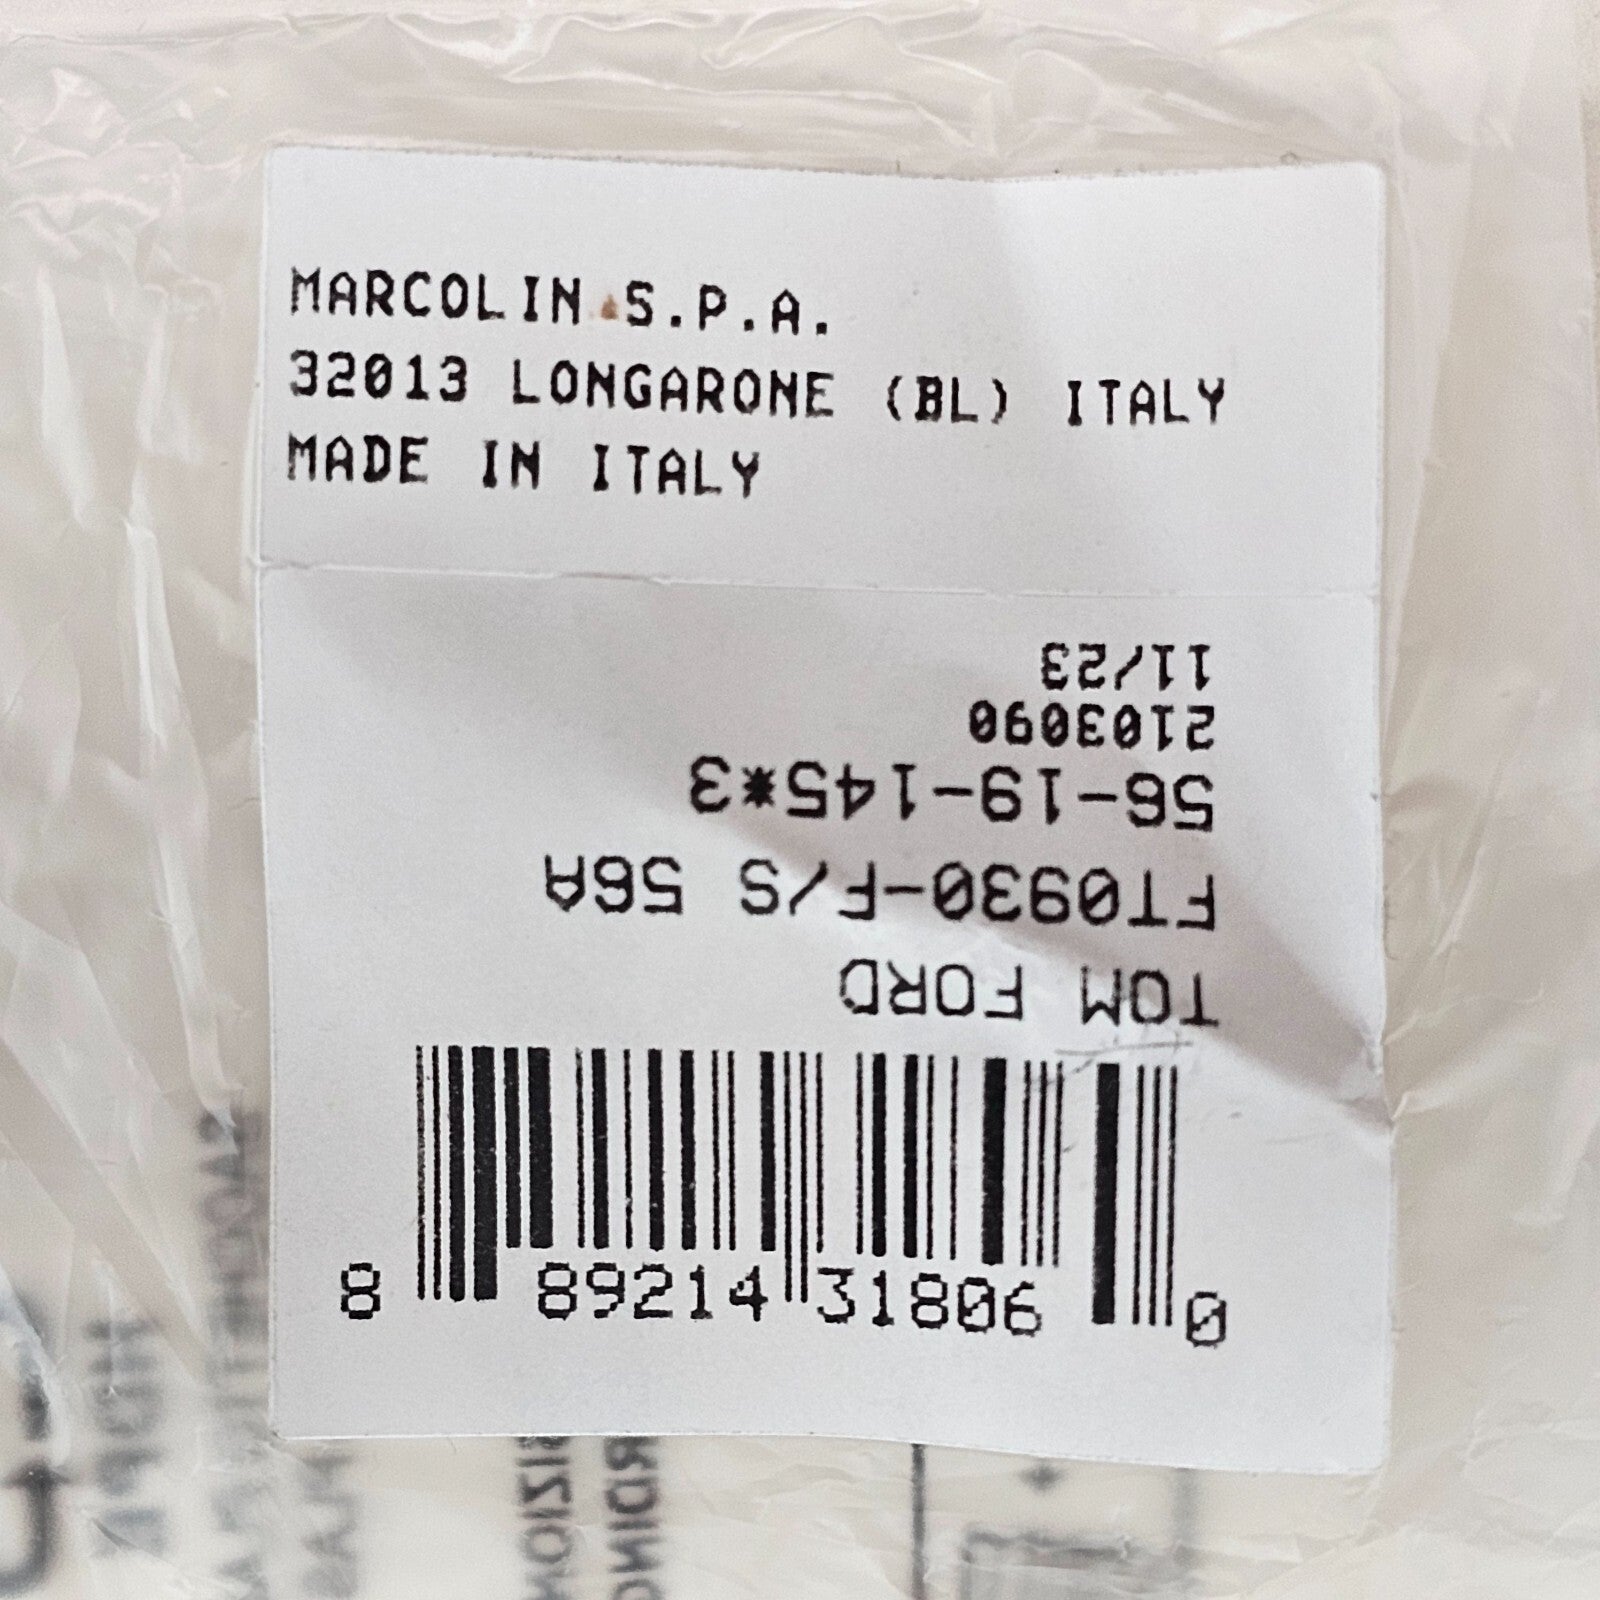 MARCOLIN S.P.A.
32013 LONGARONE (BL) ITALY
MADE IN ITALY
TOM FORD
FT0930-F/S 56A
56-19-145*3
2103090
11/23
8 89214 31806 0